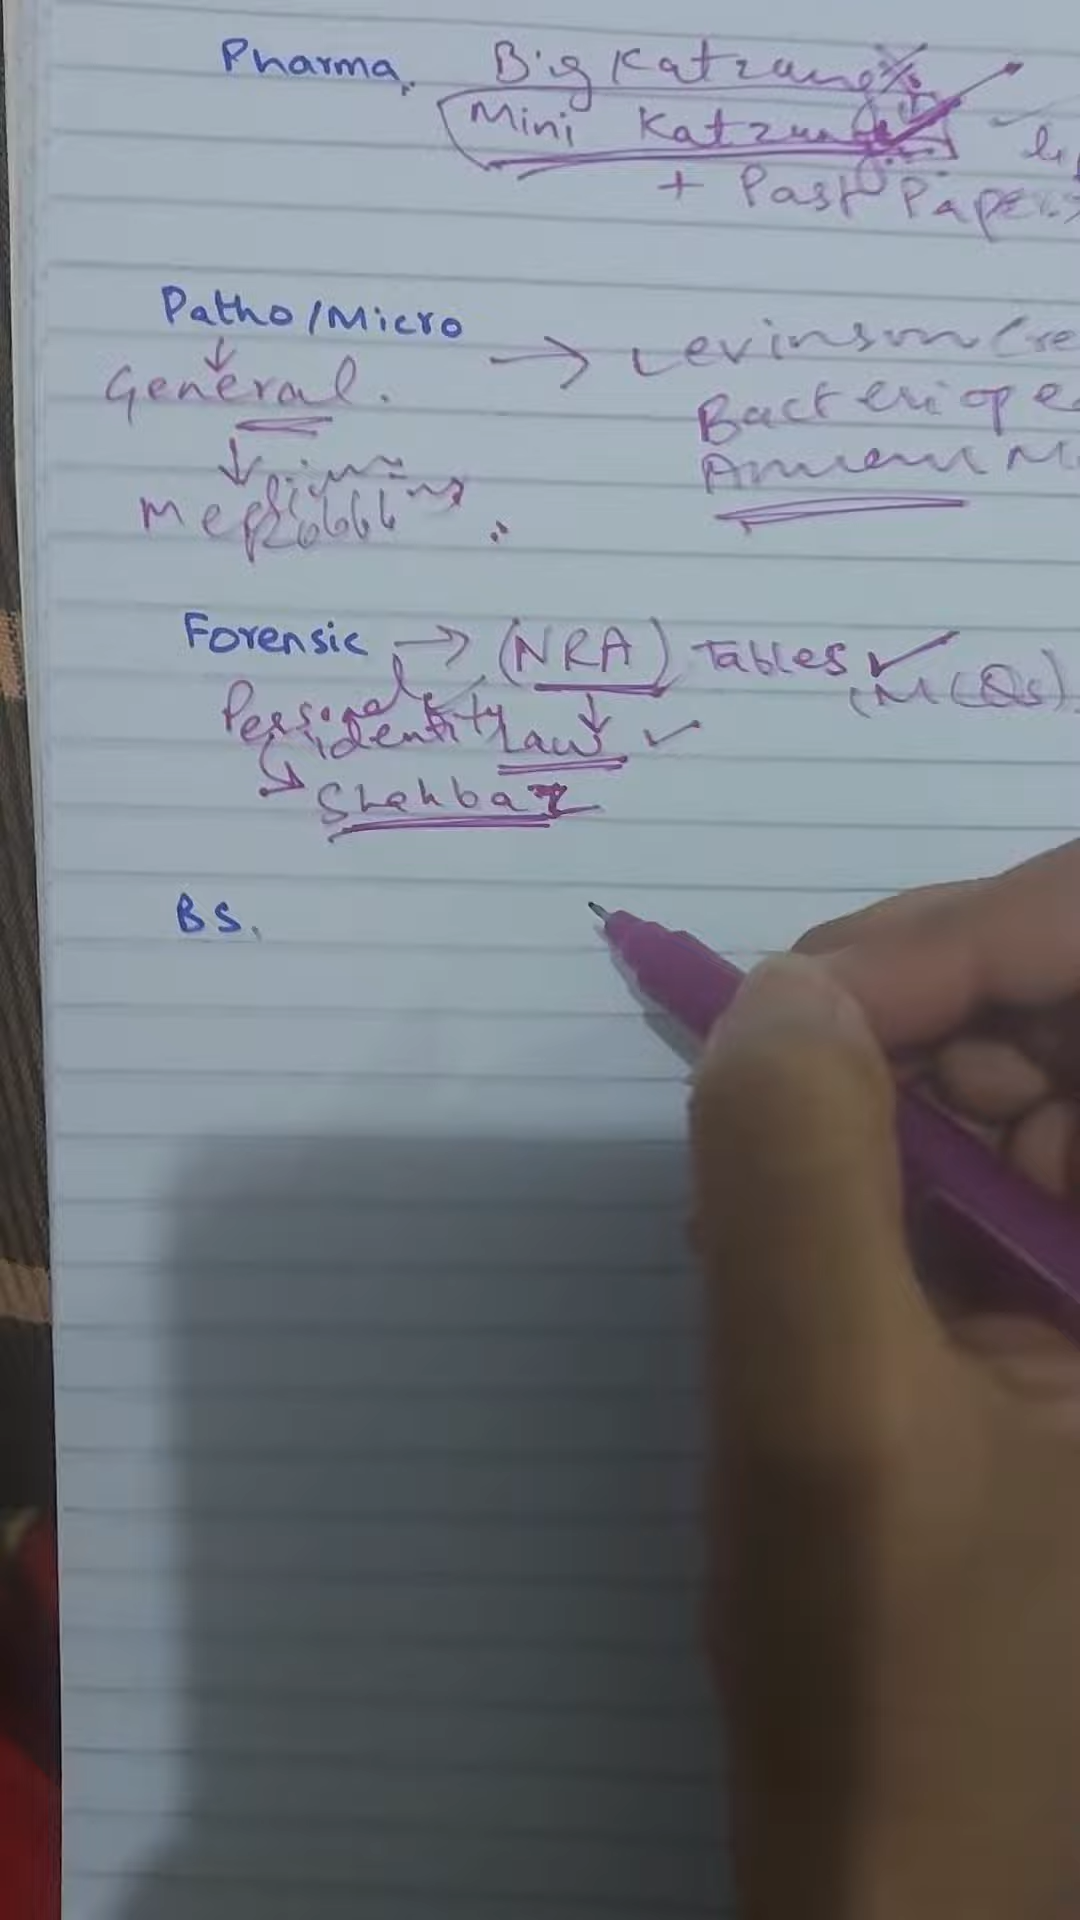 Pharma. Big Katzung
Mini Katzung
+ Past Papers
Patho/Micro → Levinson (re
General.
Bacteriope
Forensic → (NRA) Tables ✓
(MCQs)
Personal
identity Law ✓
Shehbaz
BS.